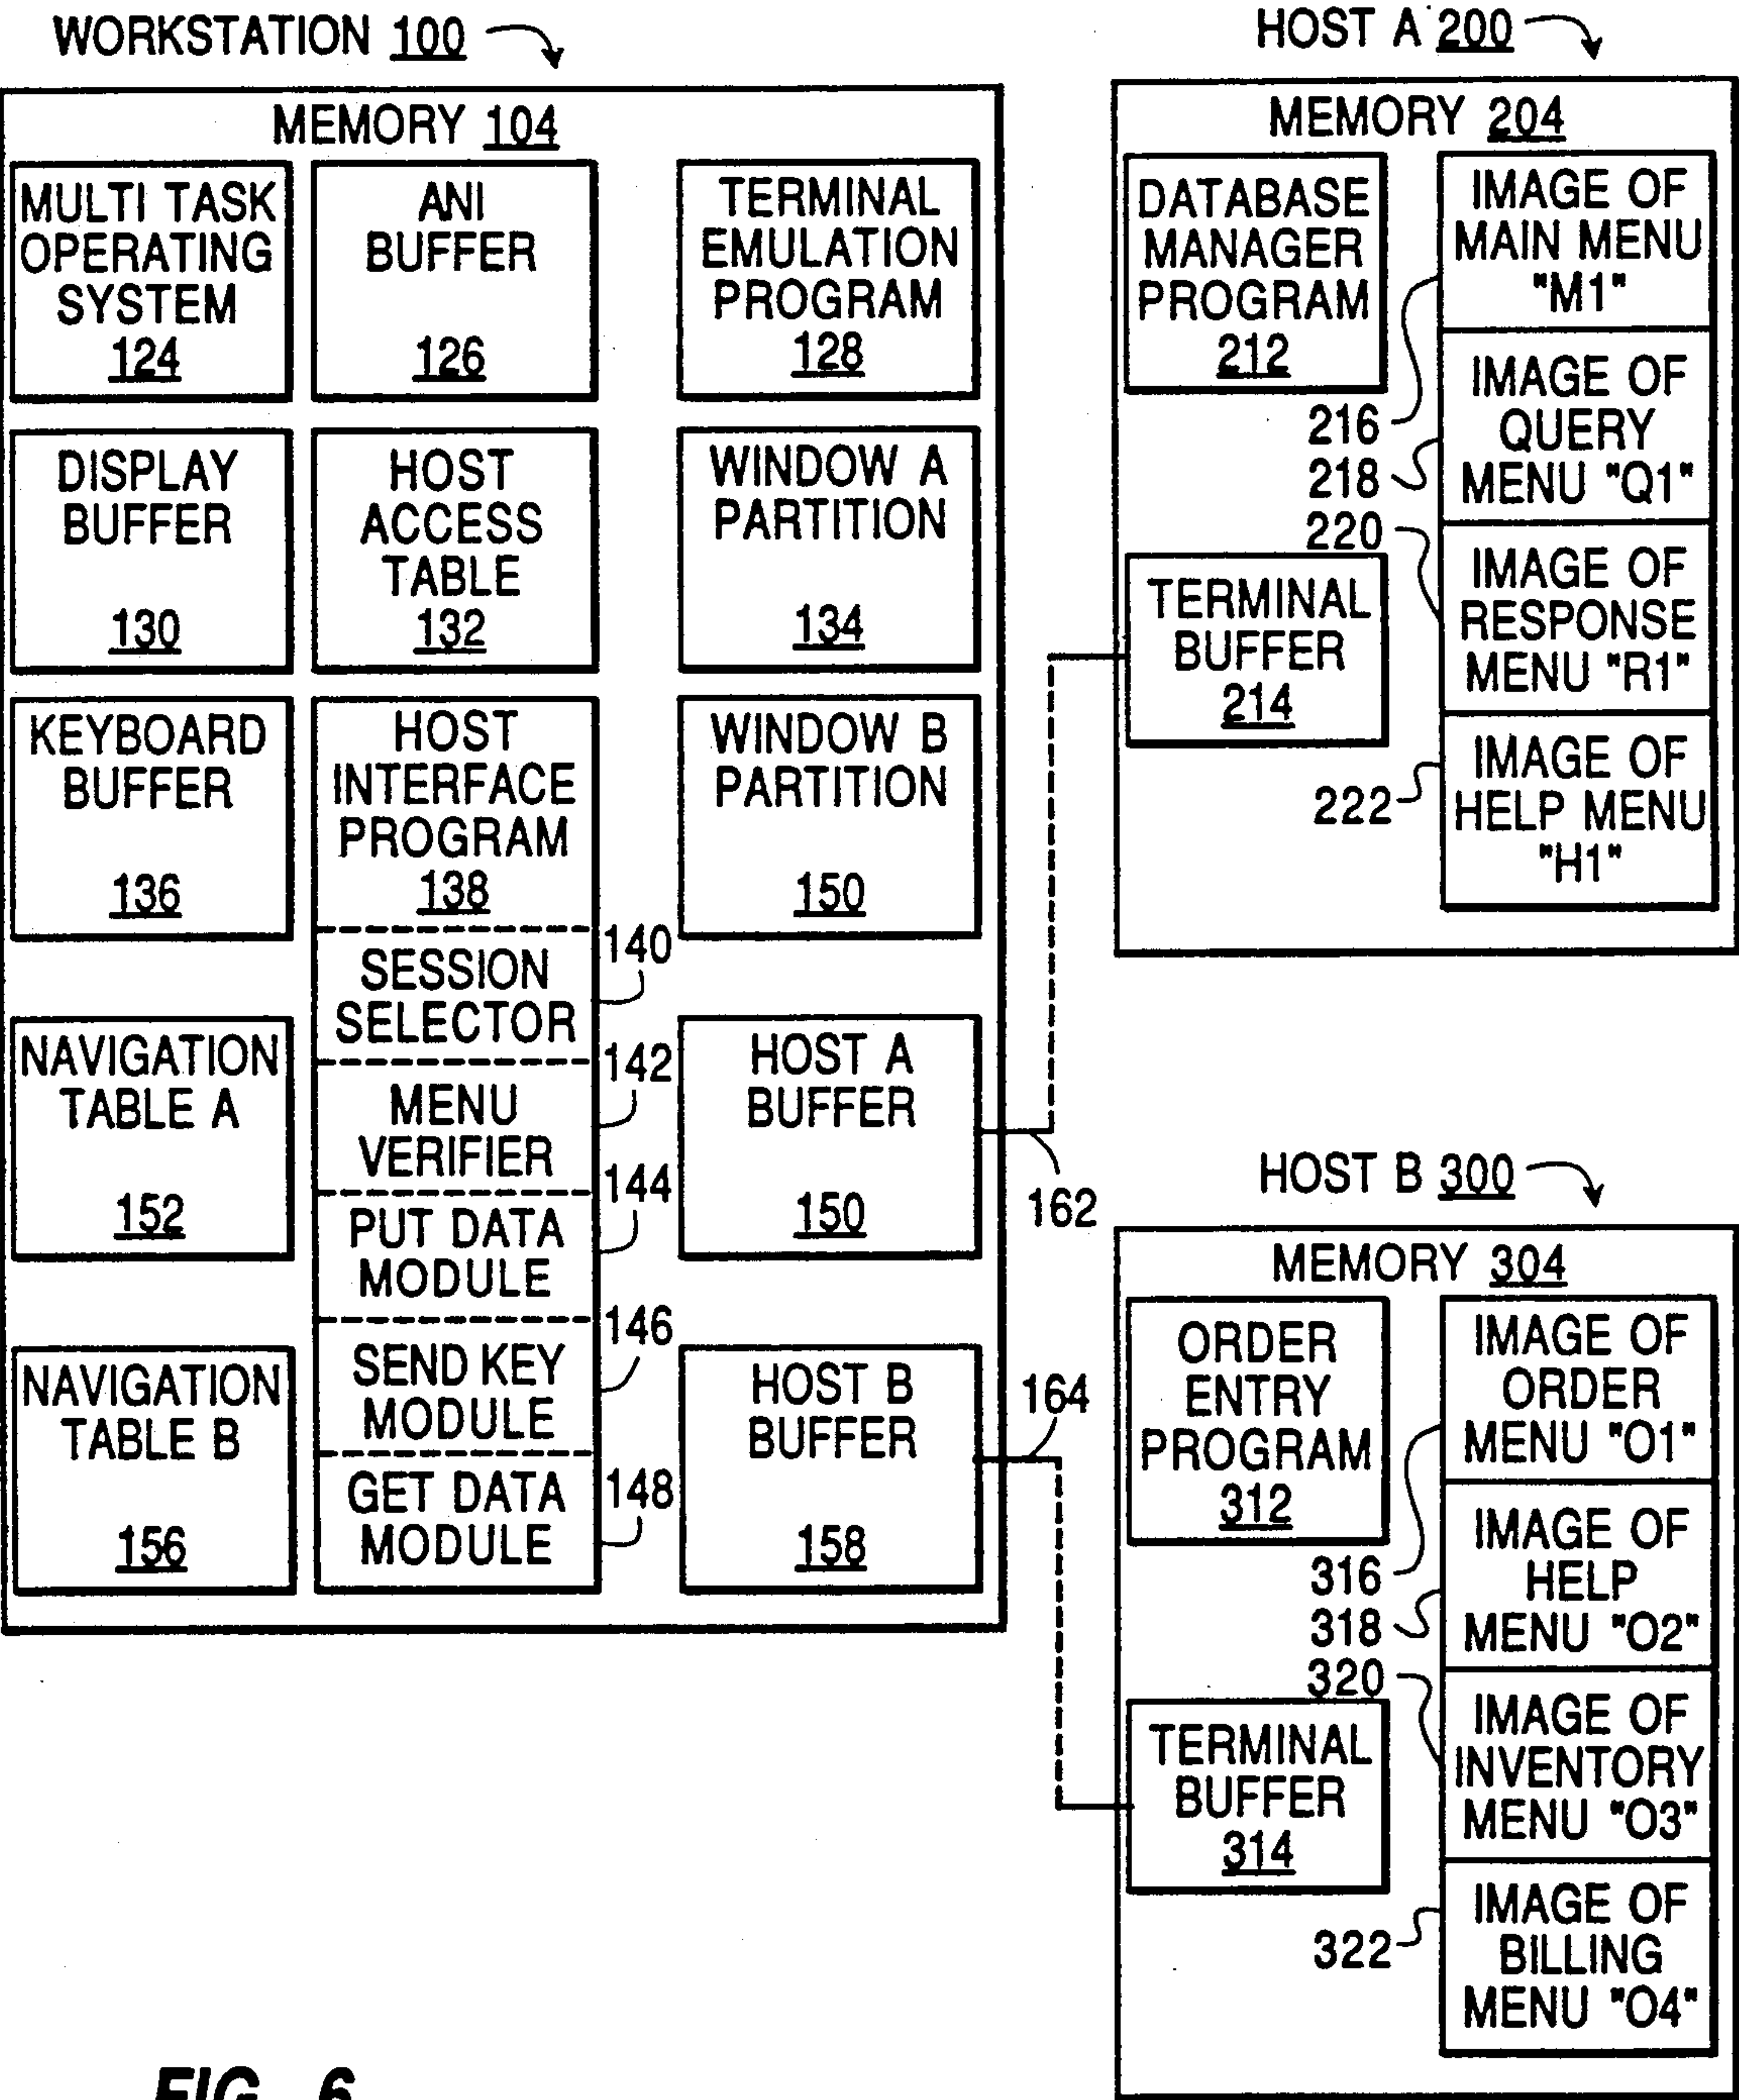 WORKSTATION 100
MEMORY 104
MULTI TASK
OPERATING
SYSTEM
124
ANI
BUFFER
126
TERMINAL
EMULATION
PROGRAM
128
DISPLAY
BUFFER
130
HOST
ACCESS
TABLE
132
WINDOW A
PARTITION
134
KEYBOARD
BUFFER
136
HOST
INTERFACE
PROGRAM
138
WINDOW B
PARTITION
150
140
SESSION
SELECTOR
142
MENU
VERIFIER
144
PUT DATA
MODULE
146
SEND KEY
MODULE
148
GET DATA
MODULE
NAVIGATION
TABLE A
152
HOST A
BUFFER
150
162
NAVIGATION
TABLE B
156
HOST B
BUFFER
158
164
HOST A 200
MEMORY 204
DATABASE
MANAGER
PROGRAM
212
IMAGE OF
MAIN MENU
"M1"
216
IMAGE OF
QUERY
MENU "Q1"
218
220
IMAGE OF
RESPONSE
MENU "R1"
TERMINAL
BUFFER
214
222
IMAGE OF
HELP MENU
"H1"
HOST B 300
MEMORY 304
ORDER
ENTRY
PROGRAM
312
IMAGE OF
ORDER
MENU "O1"
316
IMAGE OF
HELP
MENU "O2"
318
320
IMAGE OF
INVENTORY
MENU "O3"
TERMINAL
BUFFER
314
322
IMAGE OF
BILLING
MENU "O4"
FIG. 6